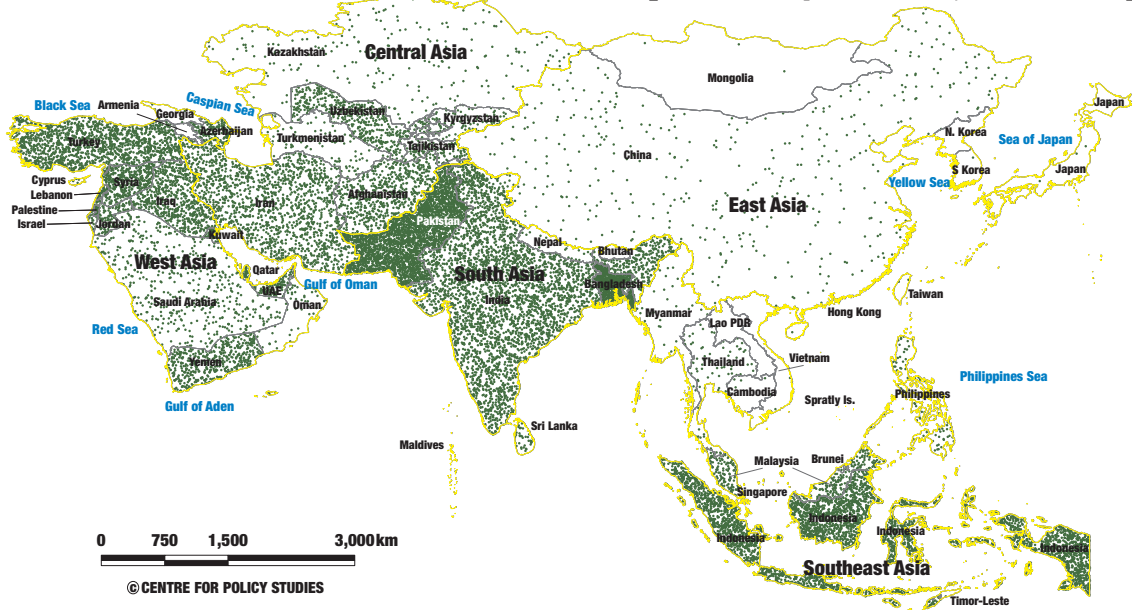 Kazakhstan
Central Asia
Mongolia
Black Sea
Armenia
Caspian Sea
Georgia
Azerbaijan
Uzbekistan
Kyrgyzstan
Japan
Turkey
Turkmenistan
Tajikistan
China
N. Korea
Sea of Japan
S Korea
Japan
Cyprus
Syria
Lebanon
Iraq
Iran
Afghanistan
Yellow Sea
Palestine
Israel
Jordan
Pakistan
East Asia
Kuwait
Nepal
Bhutan
West Asia
Qatar
South Asia
Gulf of Oman
UAE
Bangladesh
Saudi Arabia
Oman
India
Taiwan
Myanmar
Hong Kong
Red Sea
Lao PDR
Yemen
Thailand
Vietnam
Philippines Sea
Gulf of Aden
Cambodia
Spratly Is.
Philippines
Sri Lanka
Maldives
Malaysia
Brunei
Singapore
Indonesia
Indonesia
Indonesia
Indonesia
Southeast Asia
Timor-Leste
0 750 1,500 3,000km
© CENTRE FOR POLICY STUDIES